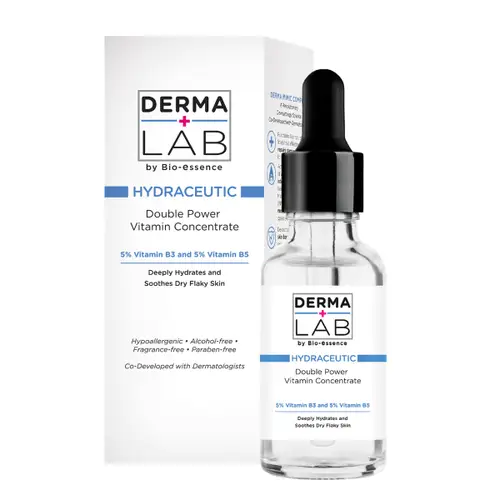 DERMA
LAB
by Bio-essence
HYDRACEUTIC
Double Power
Vitamin Concentrate
5% Vitamin B3 and 5% Vitamin B5
Deeply Hydrates and
Soothes Dry Flaky Skin
Hypoallergenic • Alcohol-free •
Fragrance-free • Paraben-free
Co-Developed with Dermatologists
DERMA
LAB
by Bio-essence
HYDRACEUTIC
Double Power
Vitamin Concentrate
5% Vitamin B3 and 5% Vitamin B5
Deeply Hydrates and
Soothes Dry Flaky Skin